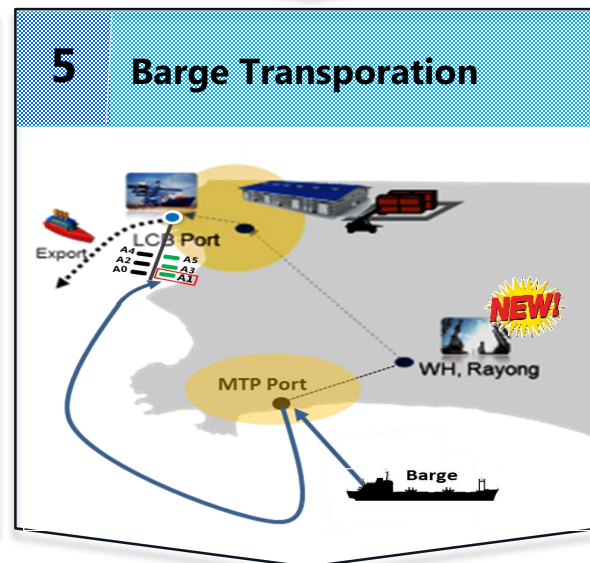 5
Barge Transporation
LCB Port
Export
A4
A2
A0
A5
A3
A1
NEW!
WH, Rayong
MTP Port
Barge